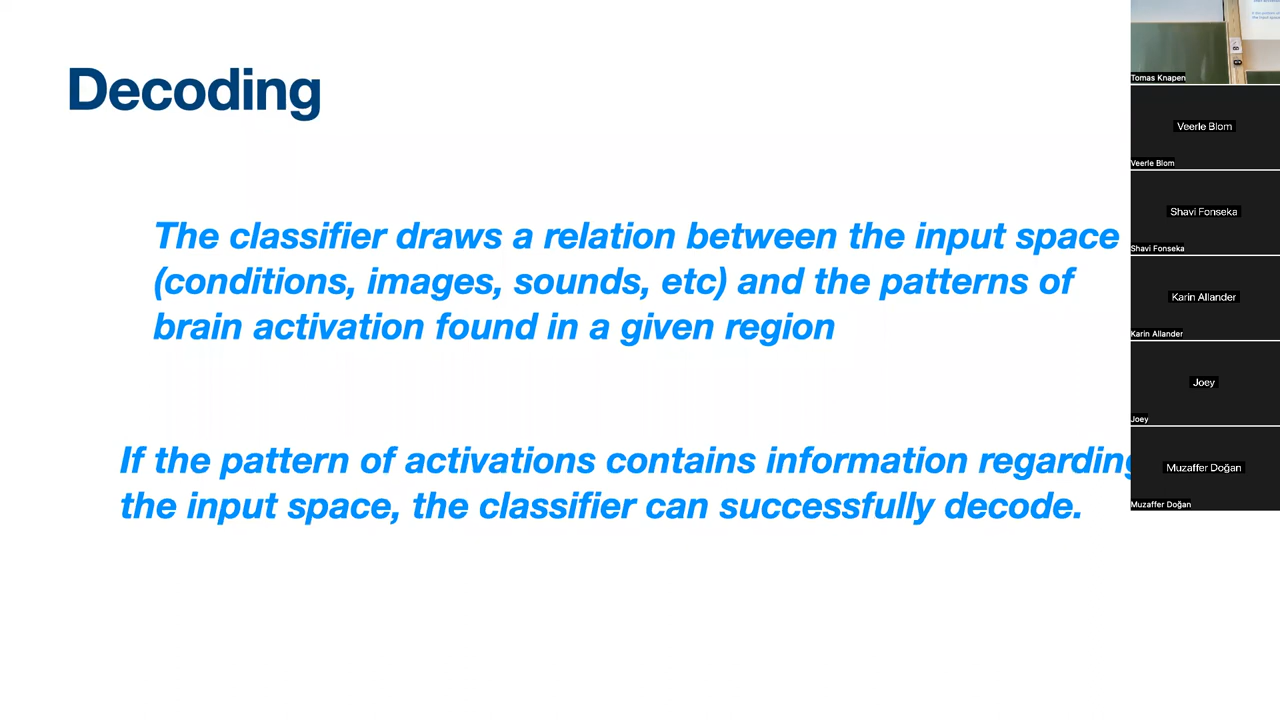 Decoding
The classifier draws a relation between the input space
(conditions, images, sounds, etc) and the patterns of
brain activation found in a given region
If the pattern of activations contains information regarding
the input space, the classifier can successfully decode.
Tomas Knapen
Veerle Blom
Veerle Blom
Shavi Fonseka
Shavi Fonseka
Karin Allander
Karin Allander
Joey
Joey
Muzaffer Doğan
Muzaffer Doğan